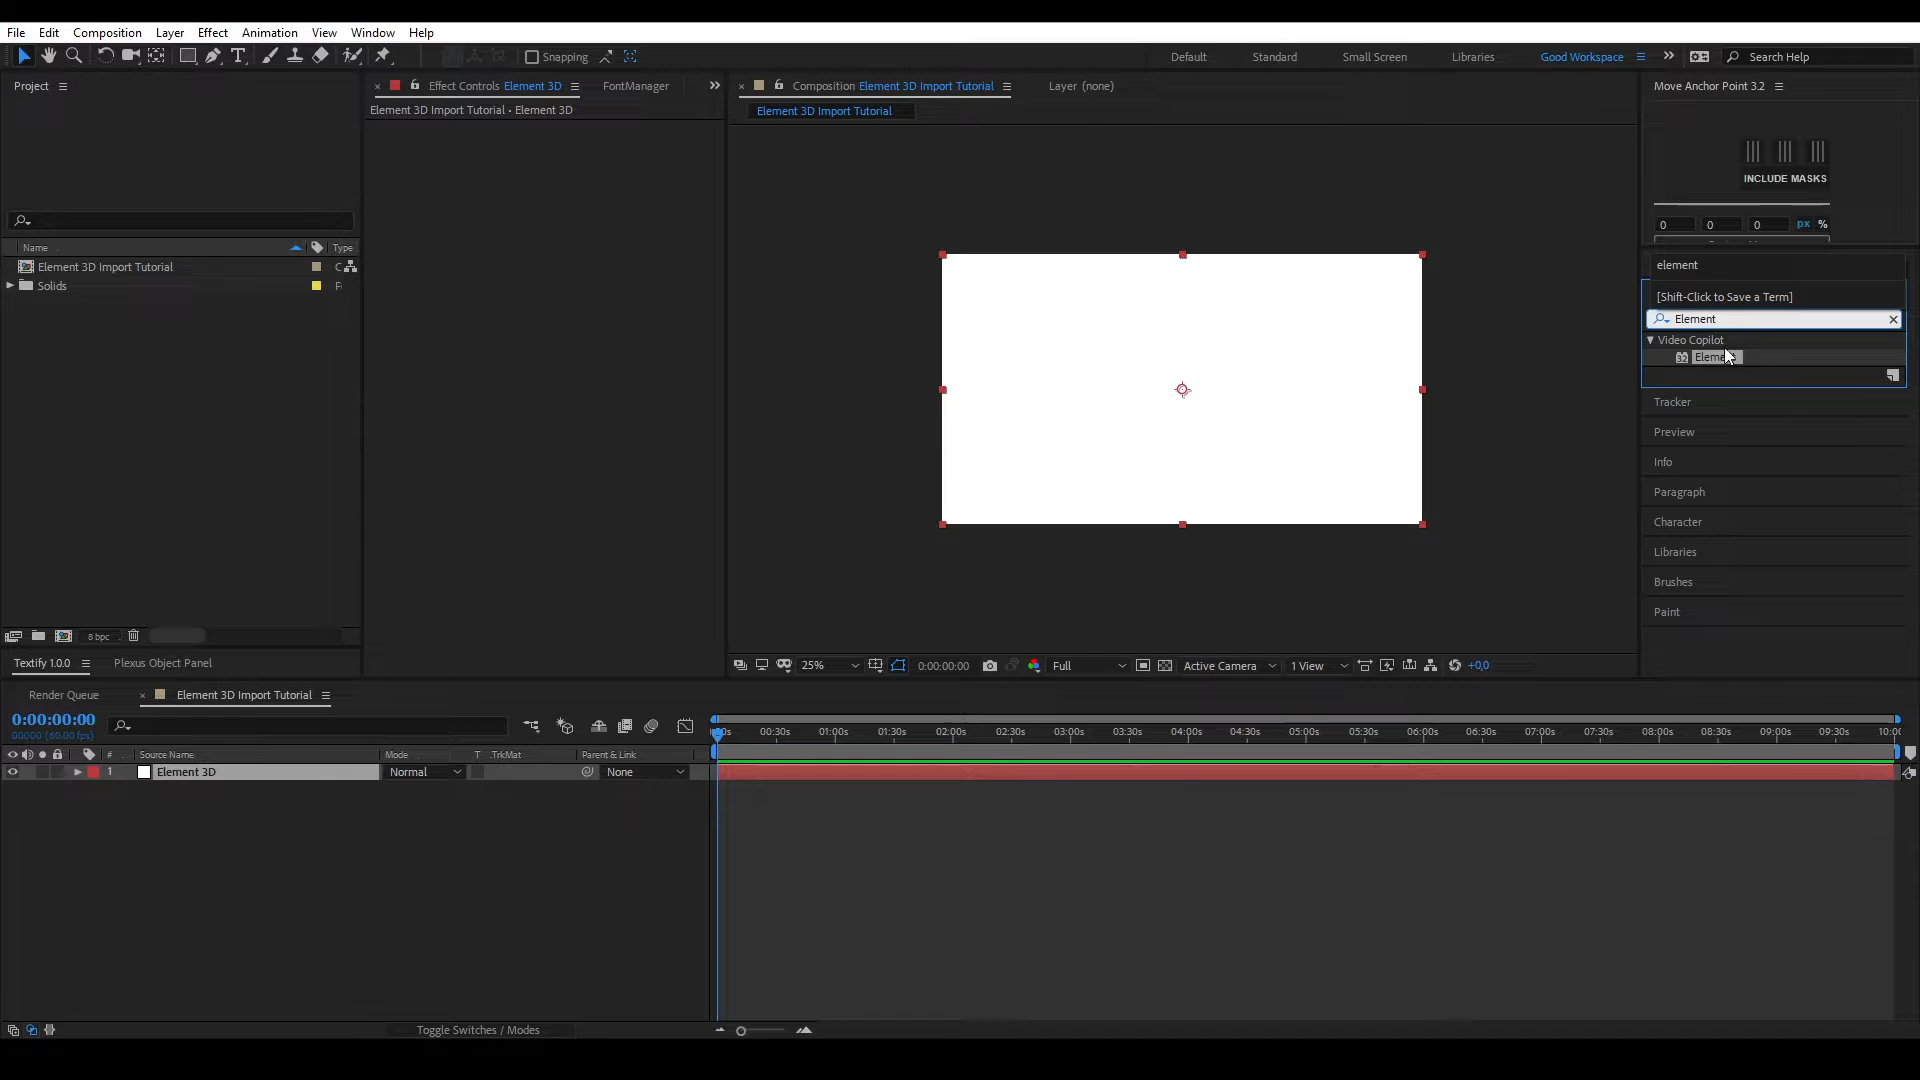 File Edit Composition Layer Effect Animation View Window Help
Snapping Default Standard Small Screen Libraries Good Workspace Search Help
Project Effect Controls Element 3D FontManager Composition Element 3D Import Tutorial Layer (none) Move Anchor Point 3.2
Element 3D Import Tutorial • Element 3D Element 3D Import Tutorial
INCLUDE MASKS
0 0 0 px %
Name Type
Element 3D Import Tutorial
Solids
element
[Shift-Click to Save a Term]
Element
Video Copilot
32
Tracker
Preview
Info
Paragraph
Character
Libraries
Brushes
Paint
8 bpc
Textify 1.0.0 Plexus Object Panel 25% 0:00:00:00 Full Active Camera 1 View +0,0
Render Queue Element 3D Import Tutorial
0:00:00:00
00000 (60.00 fps)
00:30s 01:00s 01:30s 02:00s 02:30s 03:00s 03:30s 04:00s 04:30s 05:00s 05:30s 06:00s 06:30s 07:00s 07:30s 08:00s 08:30s 09:00s 09:30s 10:00
# Source Name Mode T .TrkMat Parent & Link
1 Element 3D Normal None
Toggle Switches / Modes